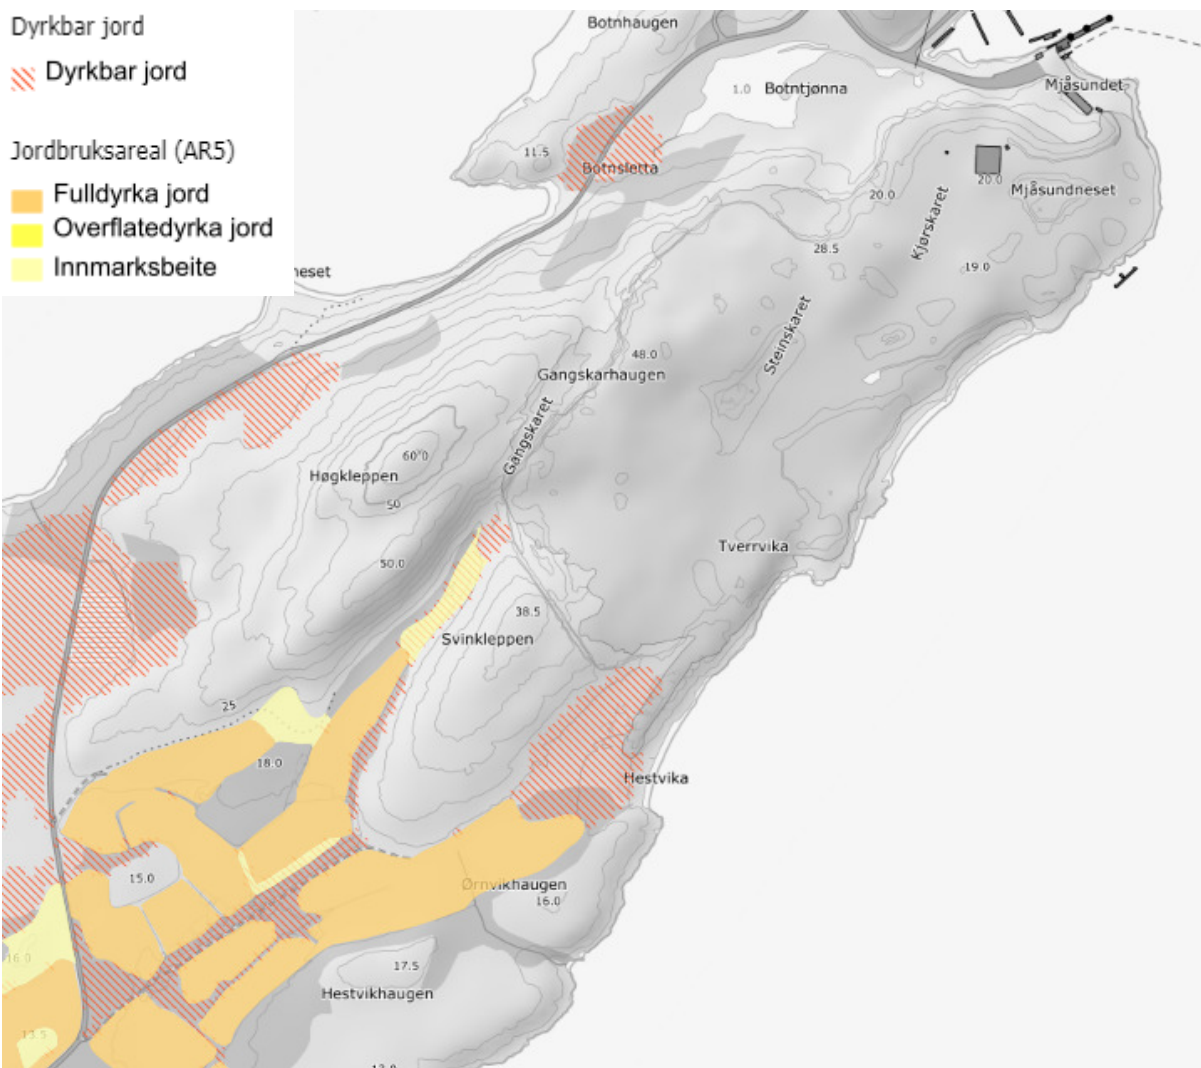 Dyrkbar jord
Dyrkbar jord
Jordbruksareal (AR5)
Fulldyrka jord
Overflatedyrka jord
Innmarksbeite
Botnhaugen
1.0
Botntjønna
Mjåsundet
11.5
Botnsletta
20.0
20.0
Mjåsundneset
Kjørskaret
28.5
19.0
neset
Steinskaret
48.0
Gangskarhaugen
Gangskaret
60.0
Høgkleppen
50
50.0
Tverrvika
38.5
Svinkleppen
25
18.0
Hestvika
15.0
Ørnvikhaugen
16.0
16.0
17.5
Hestvikhaugen
13.5